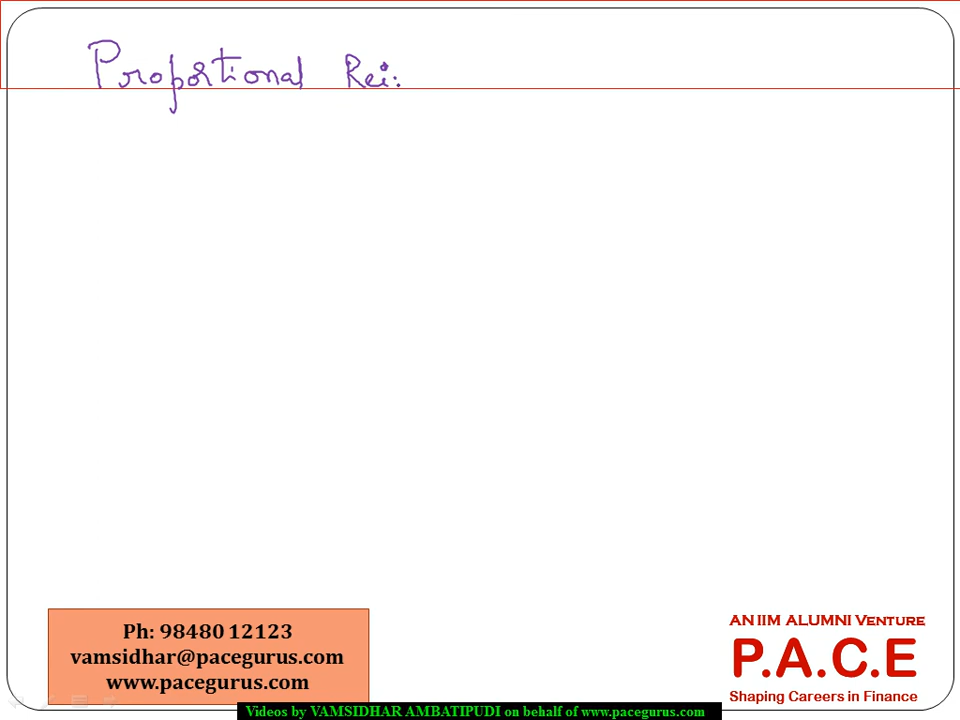 Proportional Rei
Ph: 98480 12123
vamsidhar@pacegurus.com
www.pacegurus.com
AN IIM ALUMNI VENTURE
P.A.C.E
Shaping Careers in Finance
Videos by VAMSIDHAR AMBATIPUDI on behalf of www.pacegurus.com